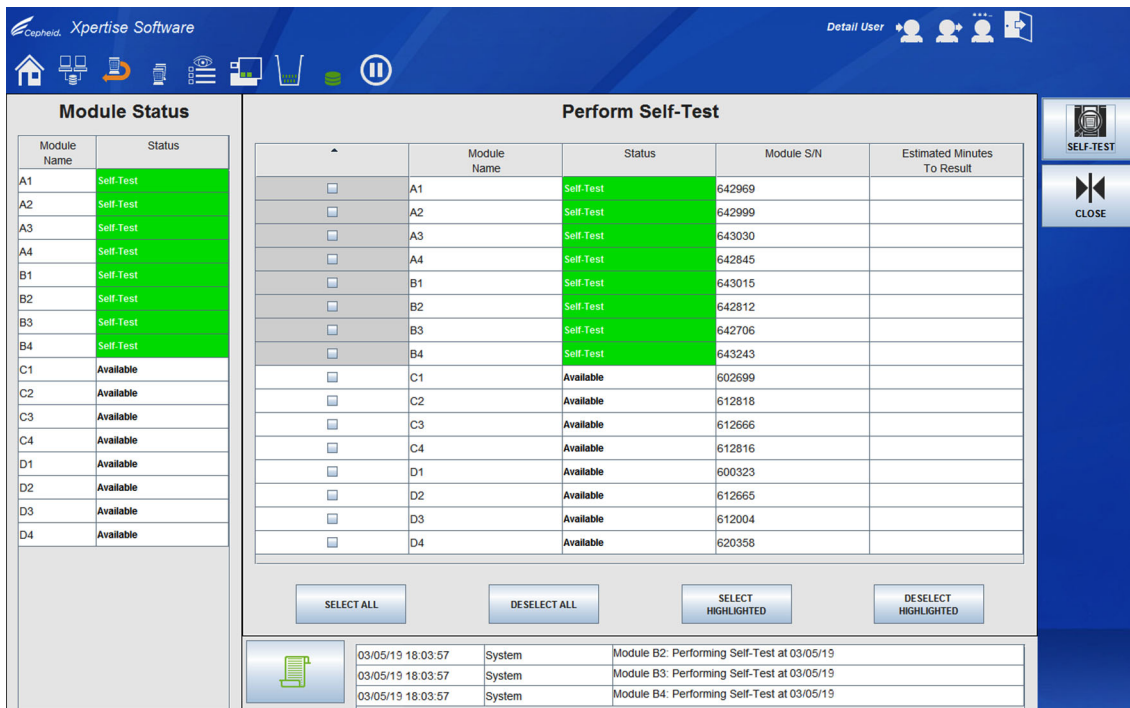 Cepheid. Xpertise Software
Detail User
Module Status
Module Name Status
A1 Self-Test
A2 Self-Test
A3 Self-Test
A4 Self-Test
B1 Self-Test
B2 Self-Test
B3 Self-Test
B4 Self-Test
C1 Available
C2 Available
C3 Available
C4 Available
D1 Available
D2 Available
D3 Available
D4 Available
Perform Self-Test
Module Name Status Module S/N Estimated Minutes To Result
A1 Self-Test 642969
A2 Self-Test 642999
A3 Self-Test 643030
A4 Self-Test 642845
B1 Self-Test 643015
B2 Self-Test 642812
B3 Self-Test 642706
B4 Self-Test 643243
C1 Available 602699
C2 Available 612818
C3 Available 612666
C4 Available 612816
D1 Available 600323
D2 Available 612665
D3 Available 612004
D4 Available 620358
SELECT ALL DESELECT ALL SELECT HIGHLIGHTED DESELECT HIGHLIGHTED
03/05/19 18:03:57 System Module B2: Performing Self-Test at 03/05/19
03/05/19 18:03:57 System Module B3: Performing Self-Test at 03/05/19
03/05/19 18:03:57 System Module B4: Performing Self-Test at 03/05/19
SELF-TEST
CLOSE